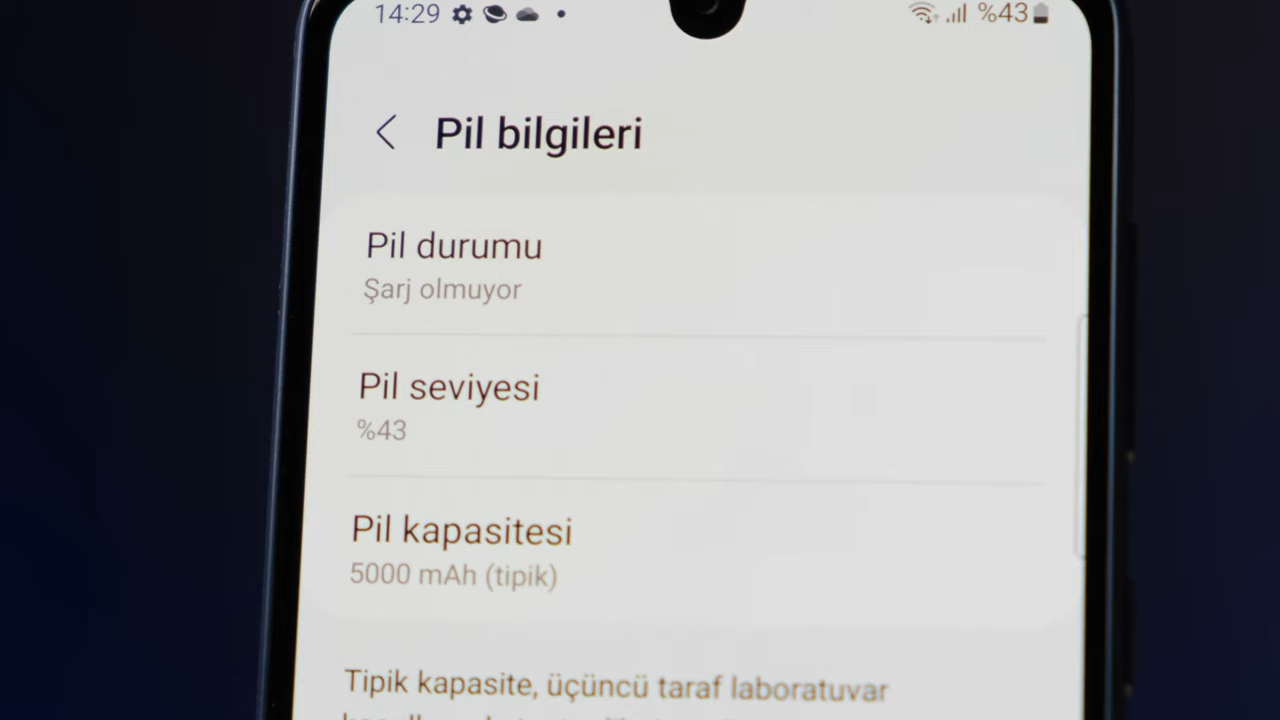 14:29 %43
Pil bilgileri
Pil durumu
Şarj olmuyor
Pil seviyesi
%43
Pil kapasitesi
5000 mAh (tipik)
Tipik kapasite, üçüncü taraf laboratuvar